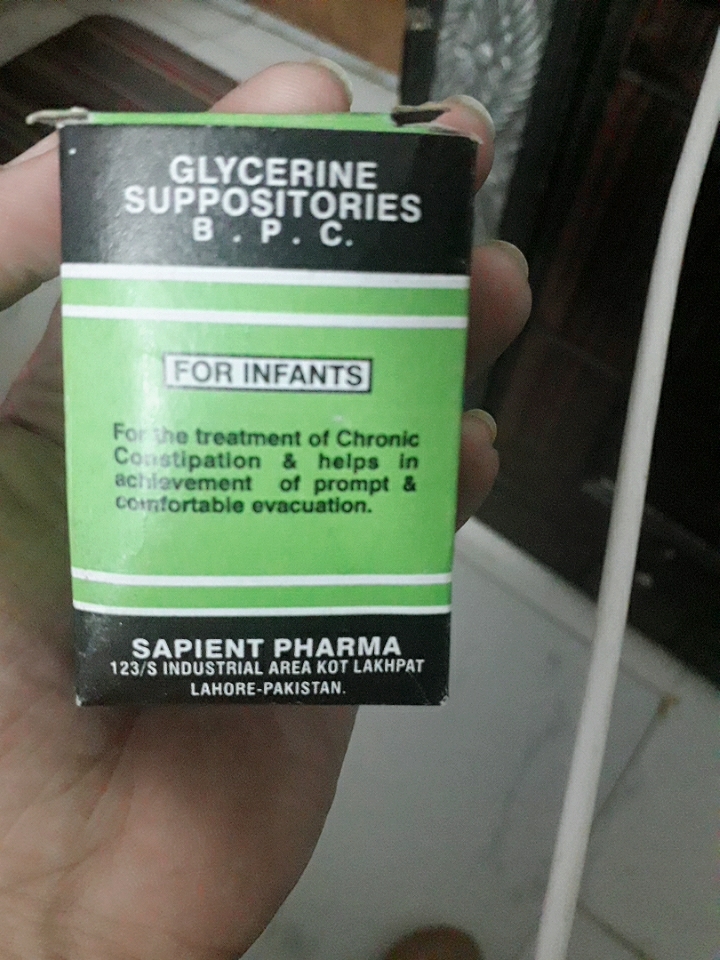 GLYCERINE
SUPPOSITORIES
B . P . C.
FOR INFANTS
For the treatment of Chronic
Constipation & helps in
achievement of prompt &
comfortable evacuation.
SAPIENT PHARMA
123/S INDUSTRIAL AREA KOT LAKHPAT
LAHORE-PAKISTAN.